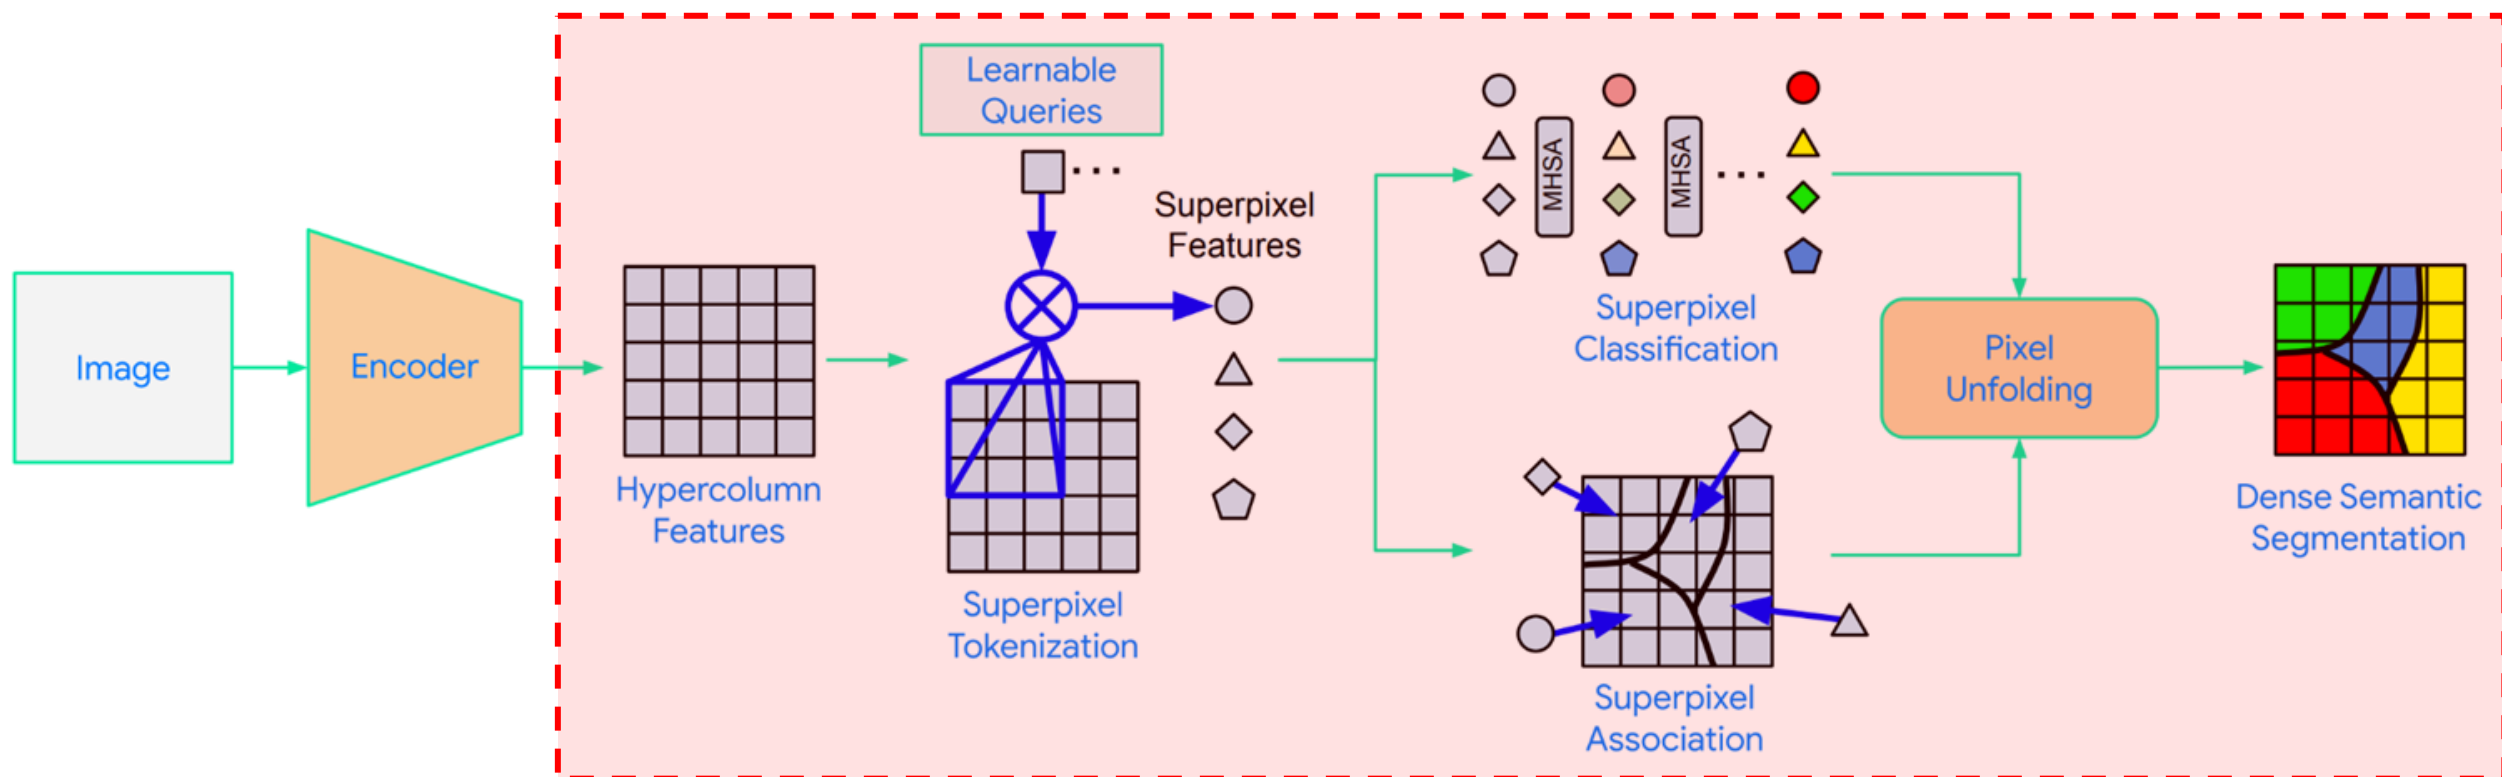 Image
Encoder
Hypercolumn
Features
Learnable
Queries
Superpixel
Tokenization
Superpixel
Features
MHSA
MHSA
Superpixel
Classification
Superpixel
Association
Pixel
Unfolding
Dense Semantic
Segmentation